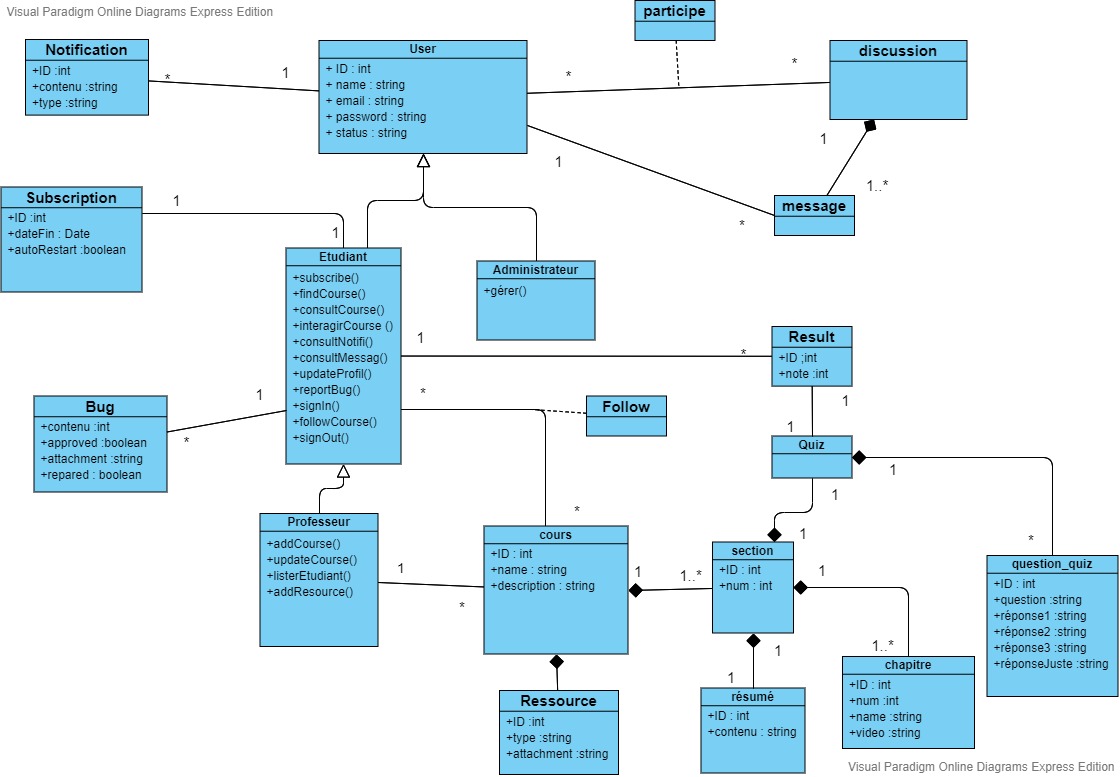 Visual Paradigm Online Diagrams Express Edition
participe
Notification
+ID :int
+contenu :string
+type :string
*
1
User
+ ID : int
+ name : string
+ email : string
+ password : string
+ status : string
*
*
discussion
1
1..*
message
1
*
Subscription
+ID :int
+dateFin : Date
+autoRestart :boolean
1
1
Etudiant
+subscribe()
+findCourse()
+consultCourse()
+interagirCourse ()
+consultNotifi()
+consultMessag()
+updateProfil()
+reportBug()
+signIn()
+followCourse()
+signOut()
Administrateur
+gérer()
1
*
Result
+ID ;int
+note :int
1
1
Quiz
1
*
Bug
+contenu :int
+approved :boolean
+attachment :string
+repared : boolean
1
*
*
Follow
*
1
1
Professeur
+addCourse()
+updateCourse()
+listerEtudiant()
+addResource()
1
*
cours
+ID : int
+name : string
+description : string
1
1..*
section
+ID : int
+num : int
1
1..*
question_quiz
+ID : int
+question :string
+réponse1 :string
+réponse2 :string
+réponse3 :string
+réponseJuste :string
1
1
Ressource
+ID :int
+type :string
+attachment :string
résumé
+ID : int
+contenu : string
chapitre
+ID : int
+num :int
+name :string
+video :string
Visual Paradigm Online Diagrams Express Edition